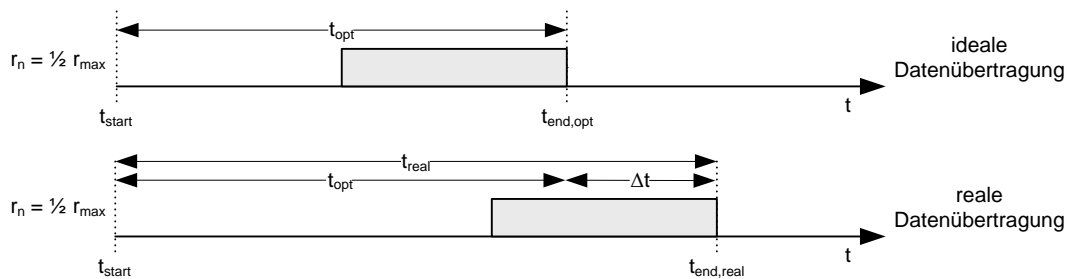 t_opt
r_n = ½ r_max
ideale
Datenübertragung
t
t_start
t_end,opt
t_real
t_opt
Δt
r_n = ½ r_max
reale
Datenübertragung
t
t_start
t_end,real